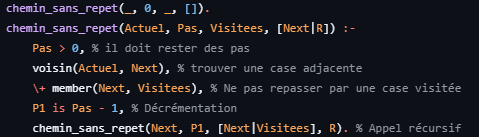 chemin_sans_repet(_, 0, _, []).
chemin_sans_repet(Actuel, Pas, Visitees, [Next|R]) :-
    Pas > 0, % il doit rester des pas
    voisin(Actuel, Next), % trouver une case adjacente
    \+ member(Next, Visitees), % Ne pas repasser par une case visitée
    P1 is Pas - 1, % Décrémentation
    chemin_sans_repet(Next, P1, [Next|Visitees], R). % Appel récursif